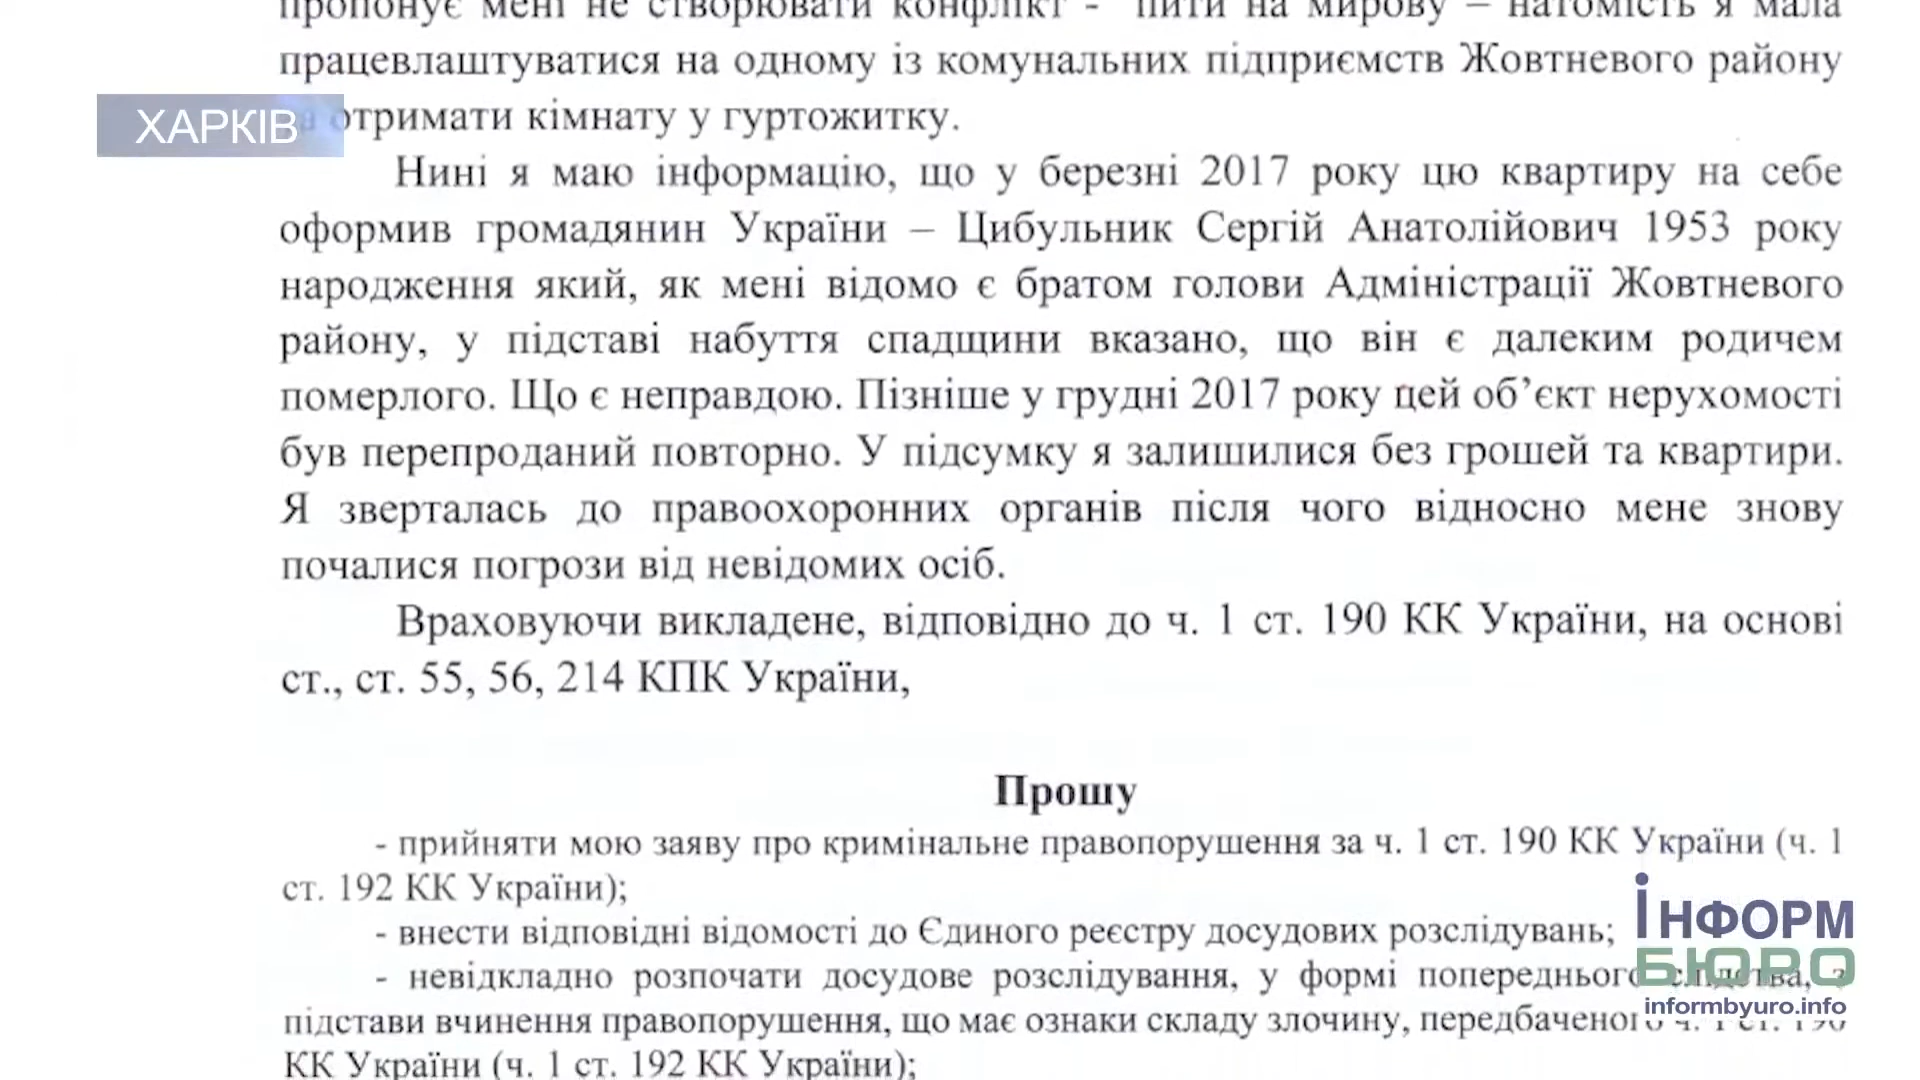 пропонує мені не створювати конфлікт - "пити на мирову – натомість я мала
працевлаштуватися на одному із комунальних підприємств Жовтневого району
ХАРКІВ
отримати кімнату у гуртожитку.
Нині я маю інформацію, що у березні 2017 року цю квартиру на себе
оформив громадянин України – Цибульник Сергій Анатолійович 1953 року
народження який, як мені відомо є братом голови Адміністрації Жовтневого
району, у підставі набуття спадщини вказано, що він є далеким родичем
померлого. Що є неправдою. Пізніше у грудні 2017 року цей об’єкт нерухомості
був перепроданий повторно. У підсумку я залишилися без грошей та квартири.
Я зверталась до правоохоронних органів після чого відносно мене знову
почалися погрози від невідомих осіб.
Враховуючи викладене, відповідно до ч. 1 ст. 190 КК України, на основі
ст., ст. 55, 56, 214 КПК України,
Прошу
- прийняти мою заяву про кримінальне правопорушення за ч. 1 ст. 190 КК України (ч. 1
ст. 192 КК України);
- внести відповідні відомості до Єдиного реєстру досудових розслідувань;
- невідкладно розпочати досудове розслідування, у формі попереднього слідства, з
підстави вчинення правопорушення, що має ознаки складу злочину, передбаченого ч. 1 ст. 190
КК України (ч. 1 ст. 192 КК України);
ІНФОРМ
БЮРО
informbyuro.info